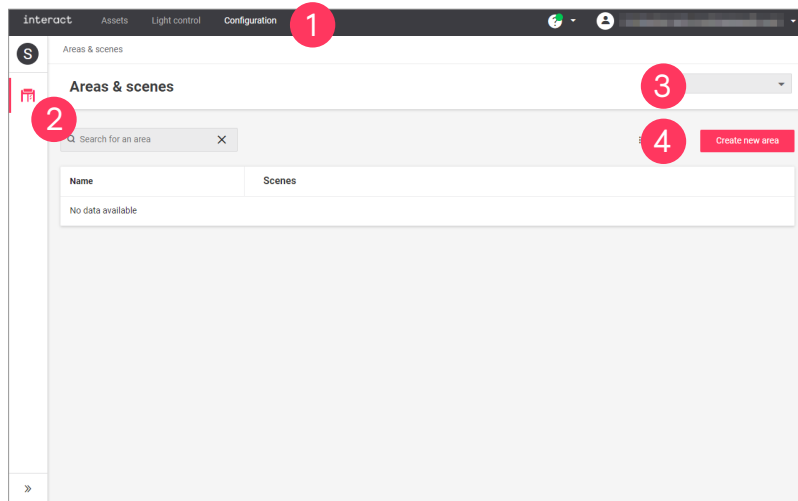 interact Assets Light control Configuration 1
S Areas & scenes
Areas & scenes 3
2 Search for an area 4 Create new area
Name Scenes
No data available